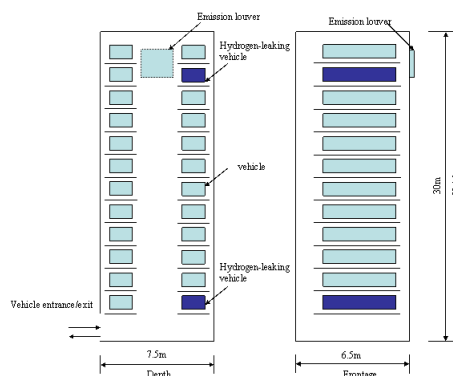 Emission louver
Emission louver
Hydrogen-leaking
vehicle
vehicle
30m
Hydrogen-leaking
vehicle
Vehicle entrance/exit
7.5m
6.5m
Depth
Frontage